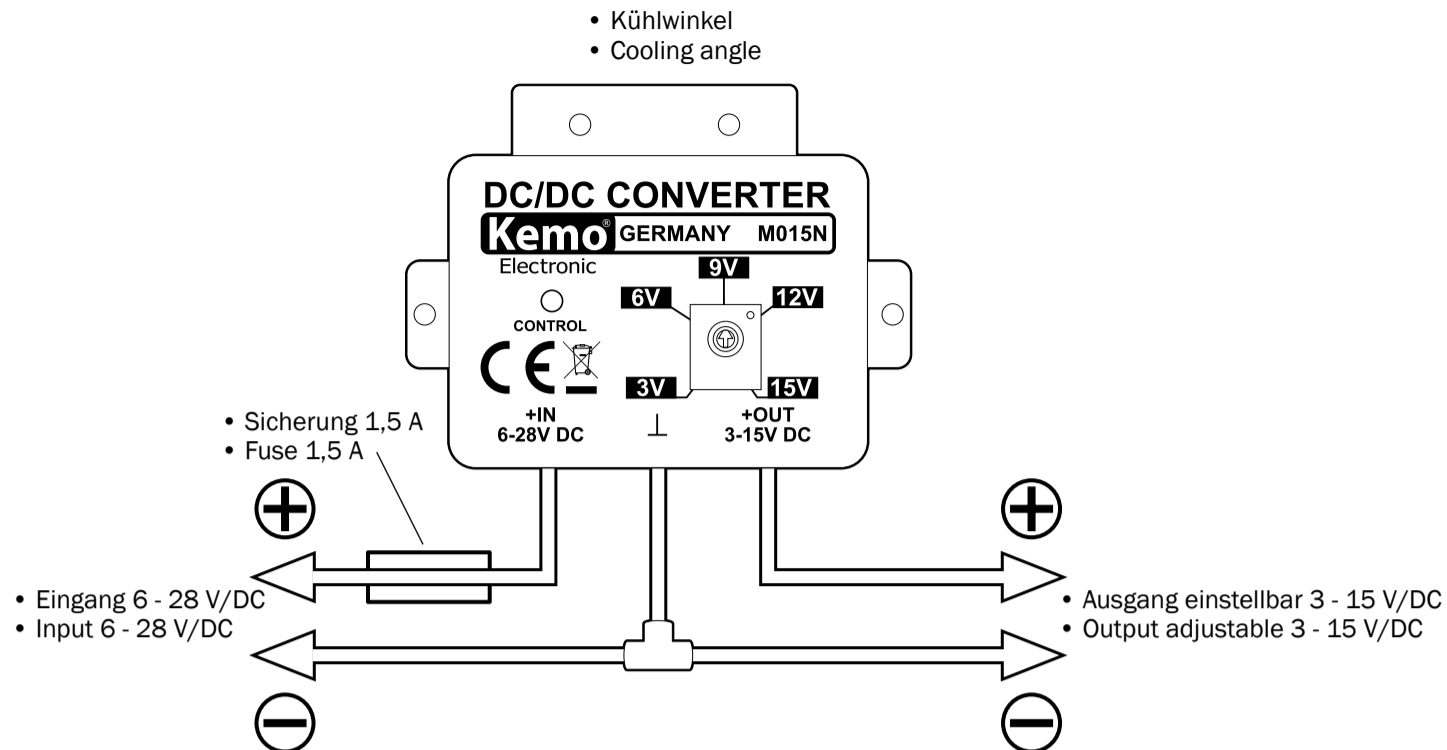 • Kühlwinkel
• Cooling angle
DC/DC CONVERTER
Kemo® GERMANY M015N
Electronic
9V
6V
12V
CONTROL
CE
3V
15V
+IN
6-28V DC
+OUT
3-15V DC
• Sicherung 1,5 A
• Fuse 1,5 A
• Eingang 6 - 28 V/DC
• Input 6 - 28 V/DC
• Ausgang einstellbar 3 - 15 V/DC
• Output adjustable 3 - 15 V/DC